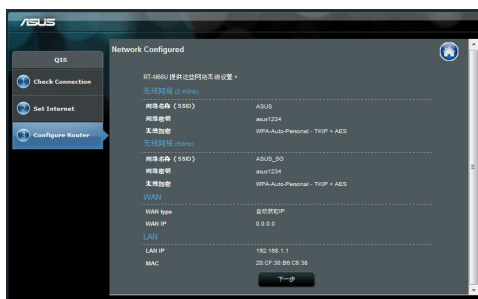 ASUS
QIS
1 Check Connection
2 Set Internet
3 Configure Router
Network Configured
RT-N66U 提供这些网络无线设置。
无线网络 (2.4GHz)
网络名称 (SSID) ASUS
网络密钥 asus1234
无线加密 WPA-Auto-Personal - TKIP + AES
无线网络 (5GHz)
网络名称 (SSID) ASUS_5G
网络密钥 asus1234
无线加密 WPA-Auto-Personal - TKIP + AES
WAN
WAN type 自动获取IP
WAN IP 0.0.0.0
LAN
LAN IP 192.168.1.1
MAC 20:CF:30:B6:C8:38
下一步